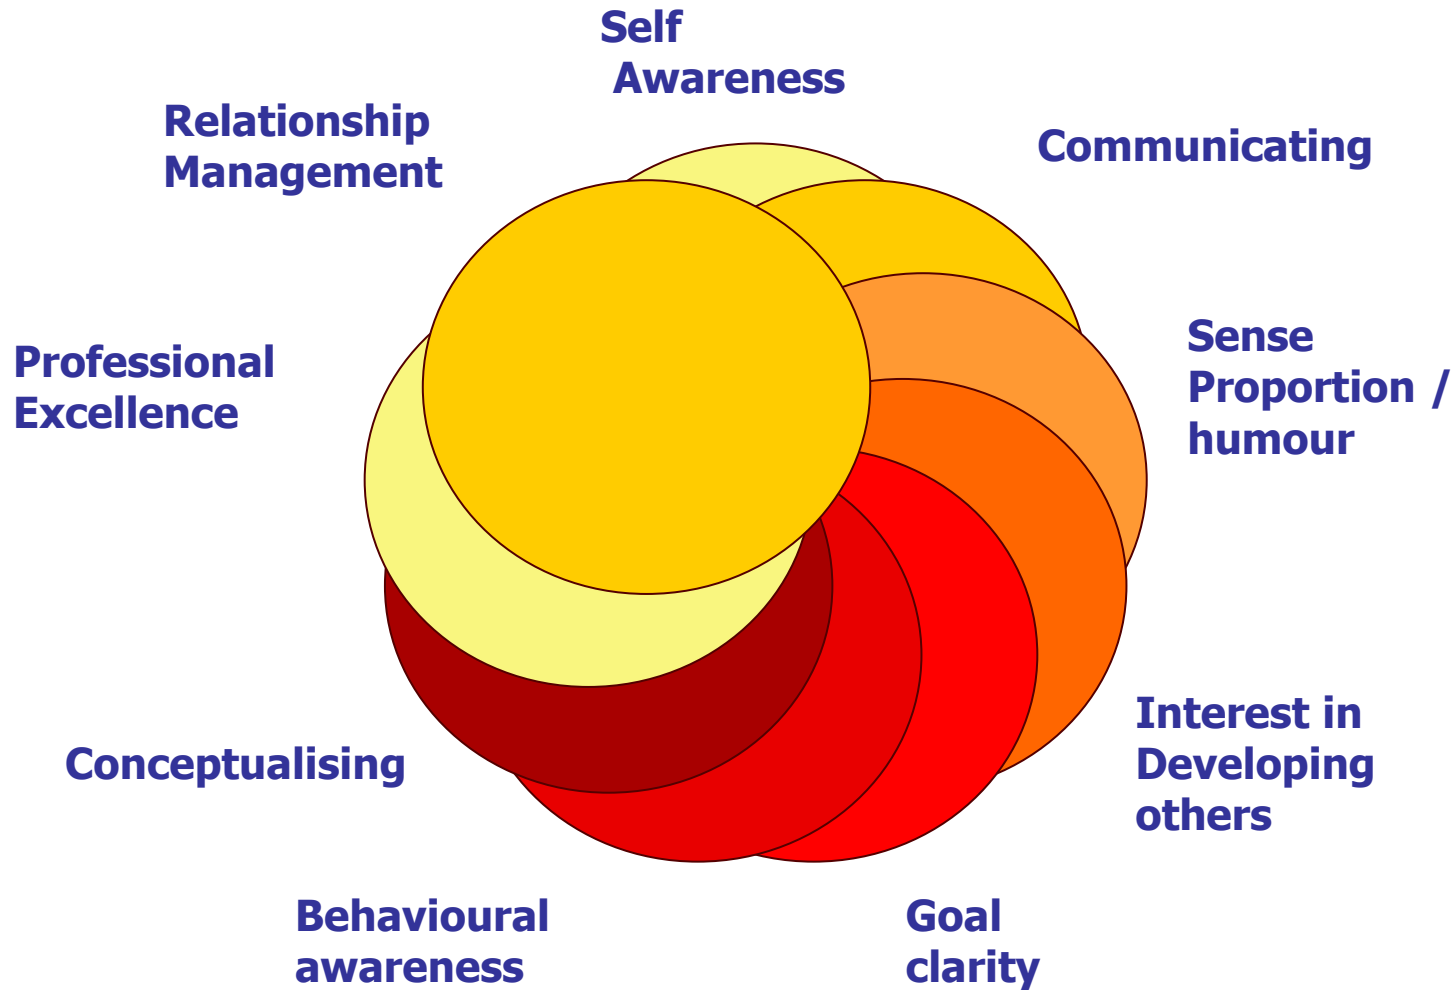 Self
Awareness
Communicating
Sense
Proportion /
humour
Interest in
Developing
others
Goal
clarity
Behavioural
awareness
Conceptualising
Professional
Excellence
Relationship
Management